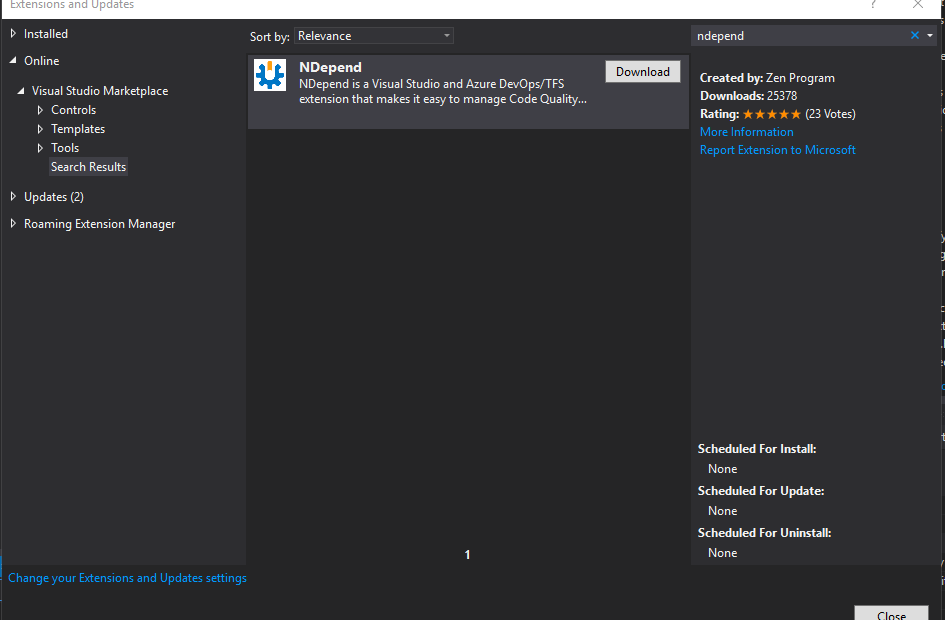 Extensions and Updates
?
Installed
Online
Visual Studio Marketplace
Controls
Templates
Tools
Search Results
Updates (2)
Roaming Extension Manager
Change your Extensions and Updates settings
Sort by: Relevance
NDepend
NDepend is a Visual Studio and Azure DevOps/TFS
extension that makes it easy to manage Code Quality...
Download
1
ndepend
Created by: Zen Program
Downloads: 25378
Rating: ★★★★★ (23 Votes)
More Information
Report Extension to Microsoft
Scheduled For Install:
None
Scheduled For Update:
None
Scheduled For Uninstall:
None
Close